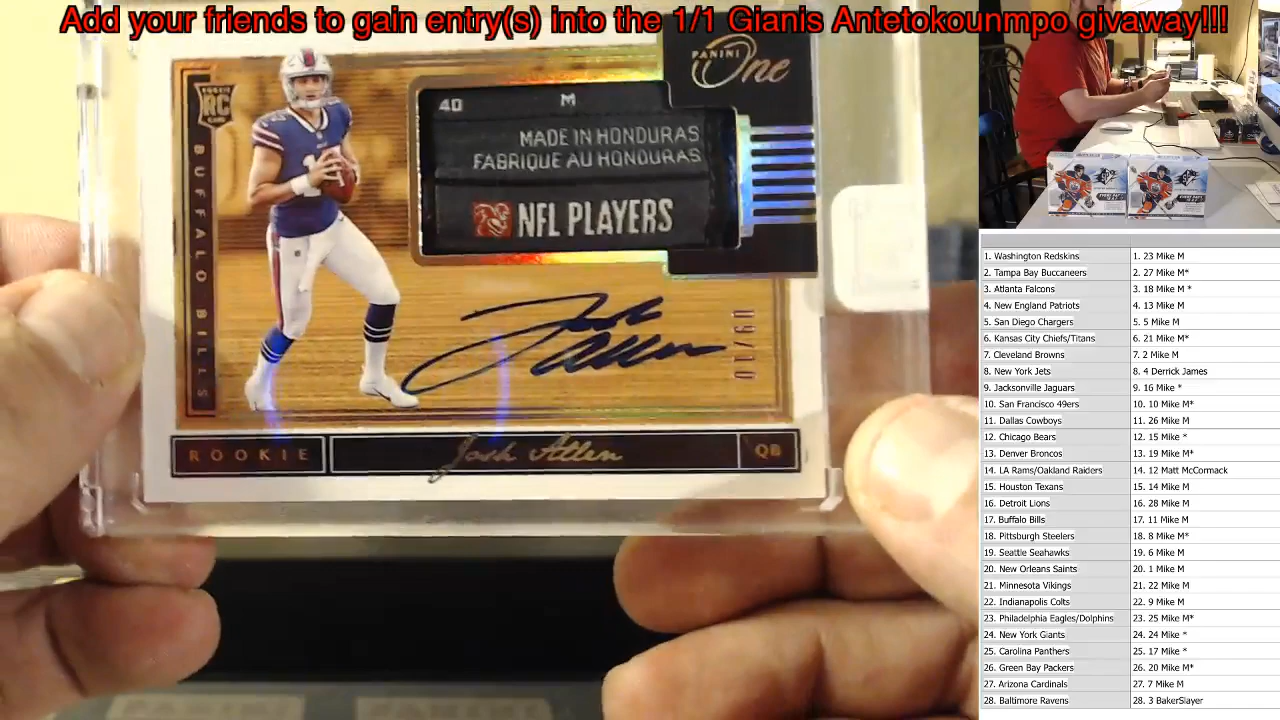 Add your friends to gain entry(s) into the 1/1 Gianis Antetokounmpo givaway!!!
PANINI
One
ROOKIE
RC
BUFFALO BILLS
40 M
MADE IN HONDURAS
FABRIQUE AU HONDURAS
NFL PLAYERS
Josh Allen
ROOKIE
Josh Allen
QB
1. Washington Redskins 1. 23 Mike M
2. Tampa Bay Buccaneers 2. 27 Mike M*
3. Atlanta Falcons 3. 18 Mike M *
4. New England Patriots 4. 13 Mike M
5. San Diego Chargers 5. 5 Mike M
6. Kansas City Chiefs/Titans 6. 21 Mike M*
7. Cleveland Browns 7. 2 Mike M
8. New York Jets 8. 4 Derrick James
9. Jacksonville Jaguars 9. 16 Mike *
10. San Francisco 49ers 10. 10 Mike M*
11. Dallas Cowboys 11. 26 Mike M
12. Chicago Bears 12. 15 Mike *
13. Denver Broncos 13. 19 Mike M*
14. LA Rams/Oakland Raiders 14. 12 Matt McCormack
15. Houston Texans 15. 14 Mike M
16. Detroit Lions 16. 28 Mike M
17. Buffalo Bills 17. 11 Mike M
18. Pittsburgh Steelers 18. 8 Mike M*
19. Seattle Seahawks 19. 6 Mike M
20. New Orleans Saints 20. 1 Mike M
21. Minnesota Vikings 21. 22 Mike M
22. Indianapolis Colts 22. 9 Mike M
23. Philadelphia Eagles/Dolphins 23. 25 Mike M*
24. New York Giants 24. 24 Mike *
25. Carolina Panthers 25. 17 Mike *
26. Green Bay Packers 26. 20 Mike M*
27. Arizona Cardinals 27. 7 Mike M
28. Baltimore Ravens 28. 3 BakerSlayer